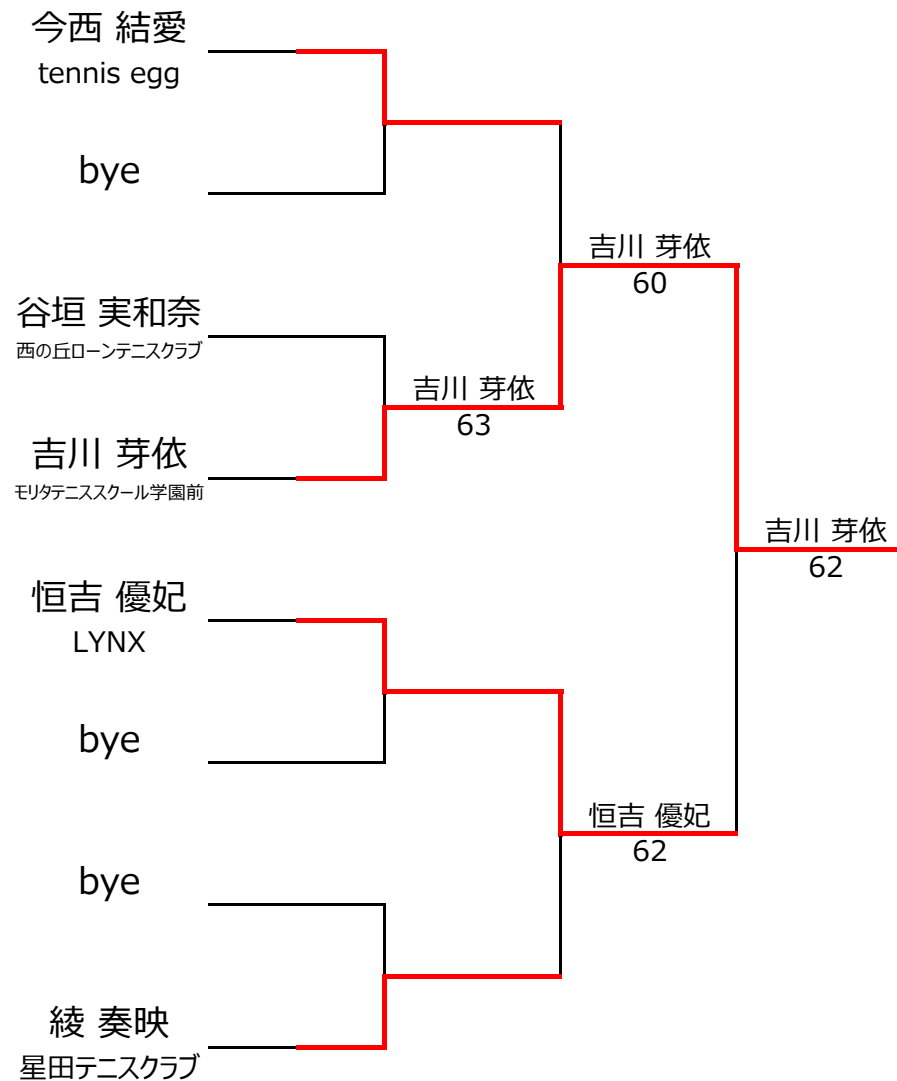 今西 結愛
tennis egg
bye
吉川 芽依
60
谷垣 実和奈
西の丘ローンテニスクラブ
吉川 芽依
63
吉川 芽依
モリタテニススクール学園前
吉川 芽依
62
恒吉 優妃
LYNX
bye
恒吉 優妃
62
bye
綾 奏映
星田テニスクラブ